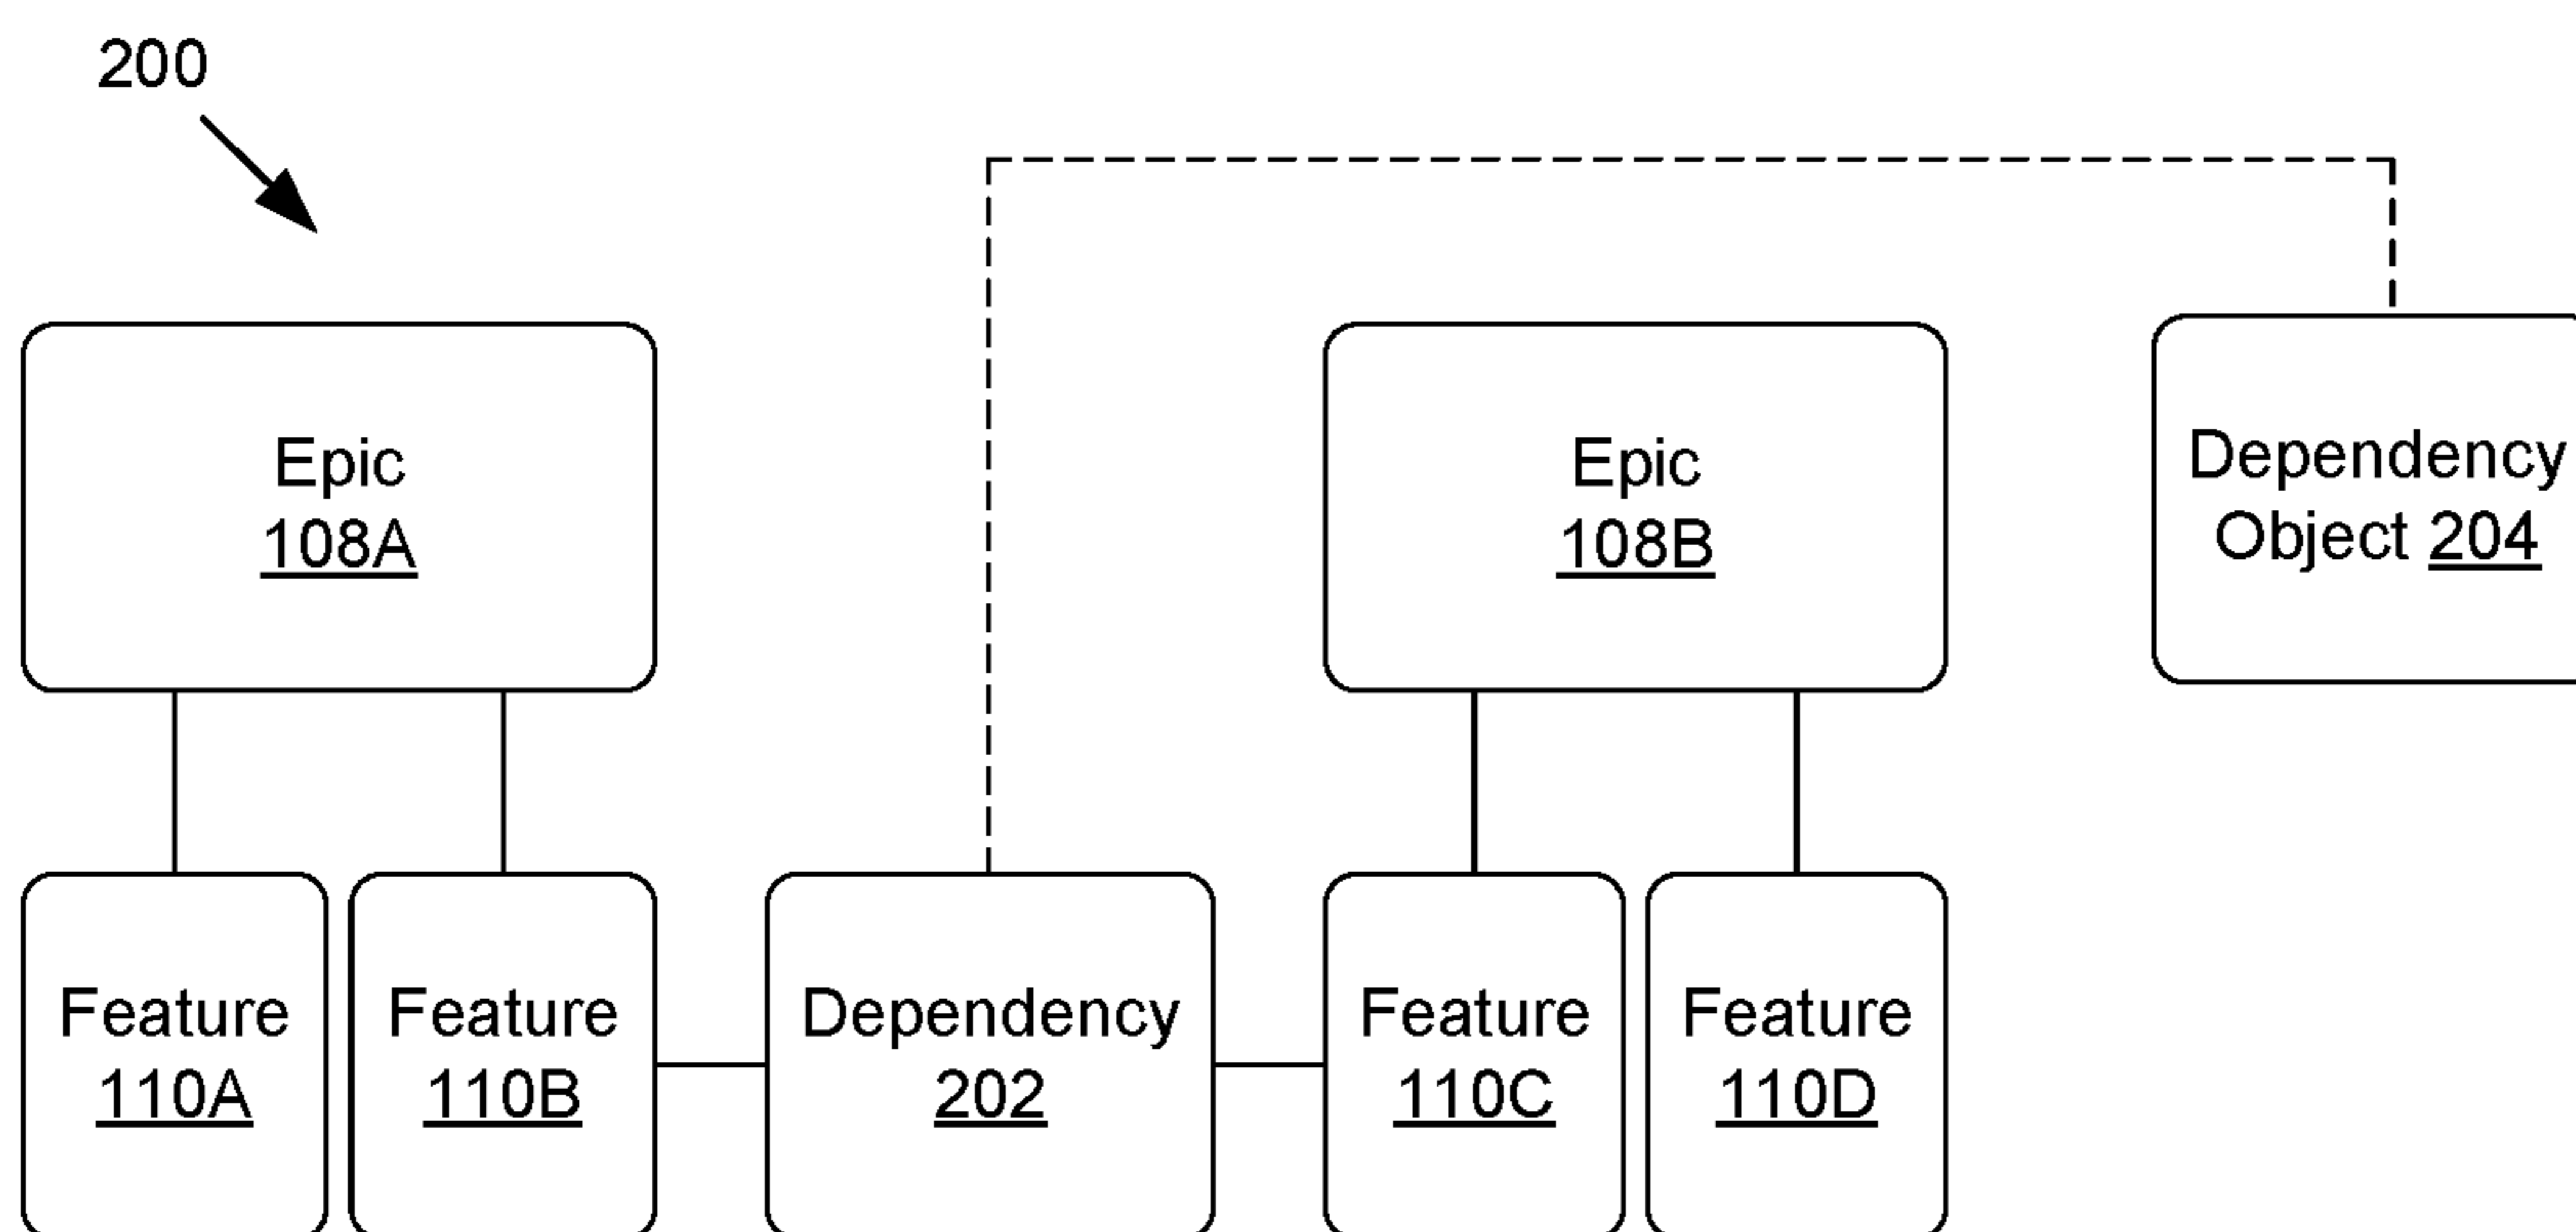 200
Epic
108A
Epic
108B
Dependency
Object 204
Feature
110A
Feature
110B
Dependency
202
Feature
110C
Feature
110D